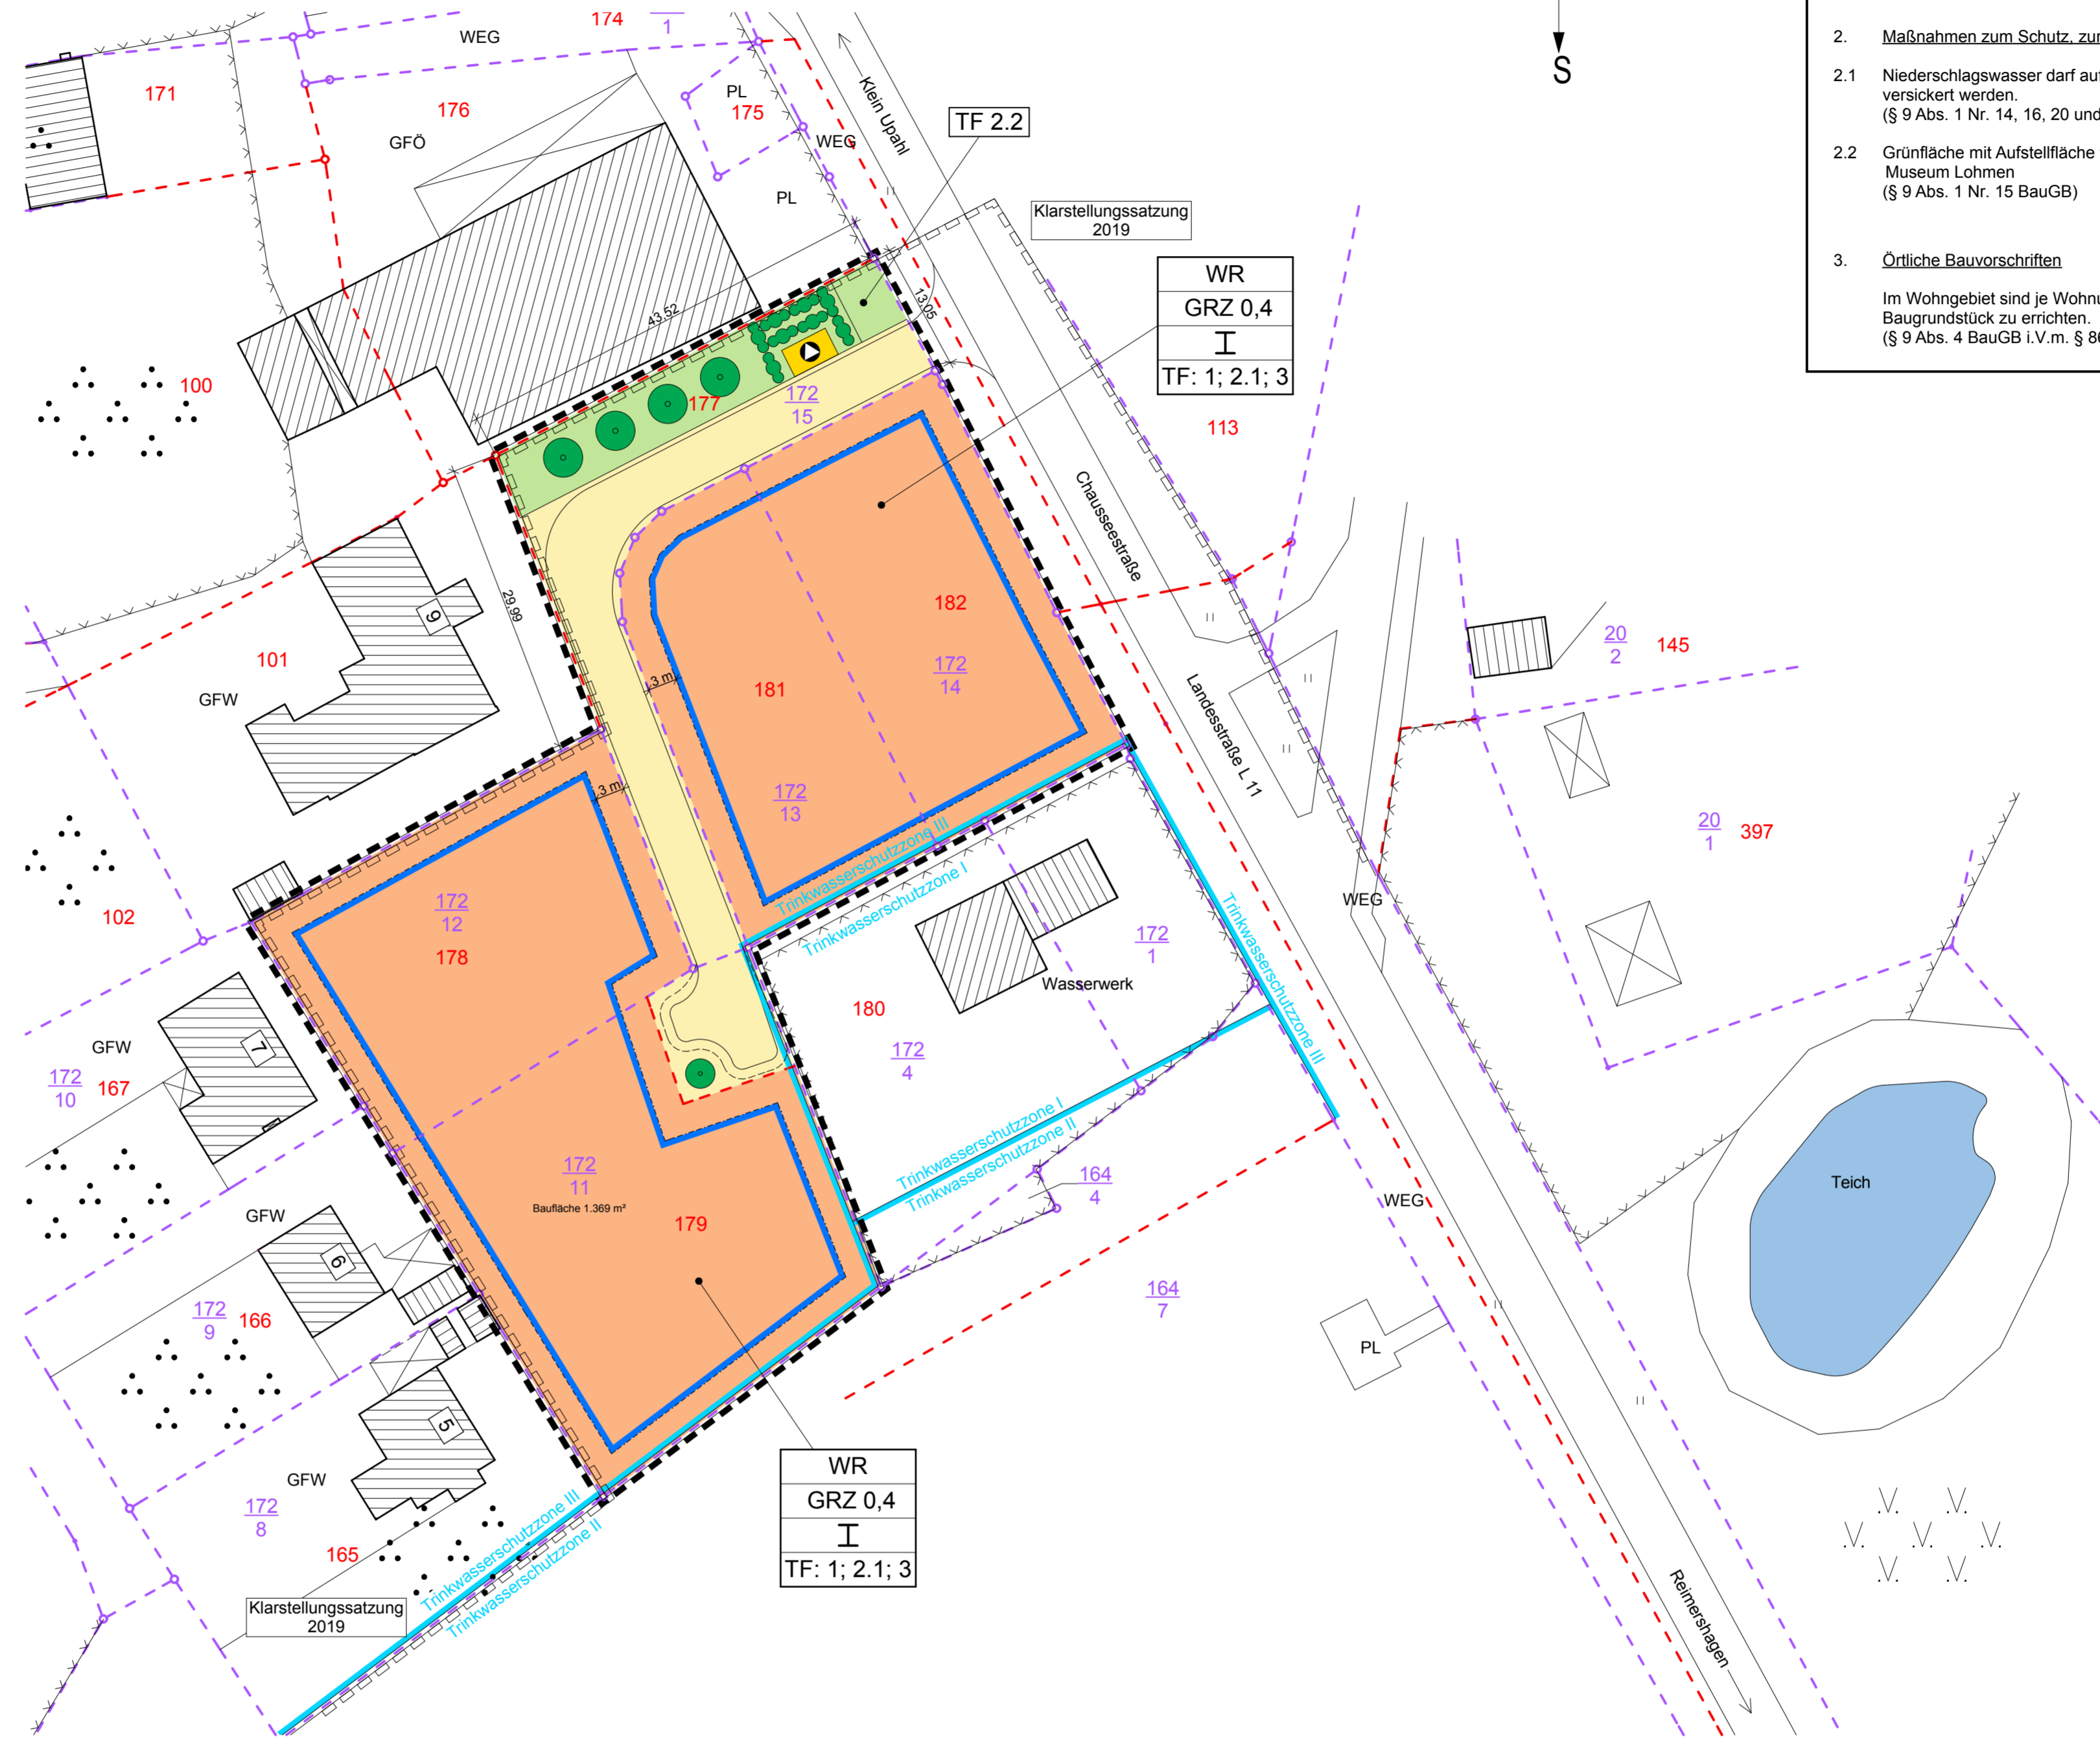 174
1
WEG
171
176
GFÖ
PL
175
WEG
PL
Klein Upahl
TF 2.2
S
2. Maßnahmen zum Schutz, zur
2.1 Niederschlagswasser darf auf
versickert werden.
(§ 9 Abs. 1 Nr. 14, 16, 20 und
2.2 Grünfläche mit Aufstellfläche
Museum Lohmen
(§ 9 Abs. 1 Nr. 15 BauGB)
3. Örtliche Bauvorschriften
Im Wohngebiet sind je Wohnu
Baugrundstück zu errichten.
(§ 9 Abs. 4 BauGB i.V.m. § 86
Klarstellungssatzung
2019
WR
GRZ 0,4
I
TF: 1; 2.1; 3
43,52
13,05
100
177
172
15
113
Chausseestraße
29,99
9
101
GFW
182
172
14
181
3 m
172
13
3 m
Landesstraße L 11
20
2
145
20
1
397
Trinkwasserschutzzone III
Trinkwasserschutzzone I
102
172
12
178
WEG
172
1
Wasserwerk
Trinkwasserschutzzone III
180
172
4
GFW
7
172
10
167
Trinkwasserschutzzone I
Trinkwasserschutzzone II
164
4
172
11
Baufläche 1.369 m²
179
Teich
WEG
GFW
6
172
9
166
164
7
PL
5
GFW
172
8
165
WR
GRZ 0,4
I
TF: 1; 2.1; 3
Trinkwasserschutzzone III
Trinkwasserschutzzone II
Klarstellungssatzung
2019
Reimershagen